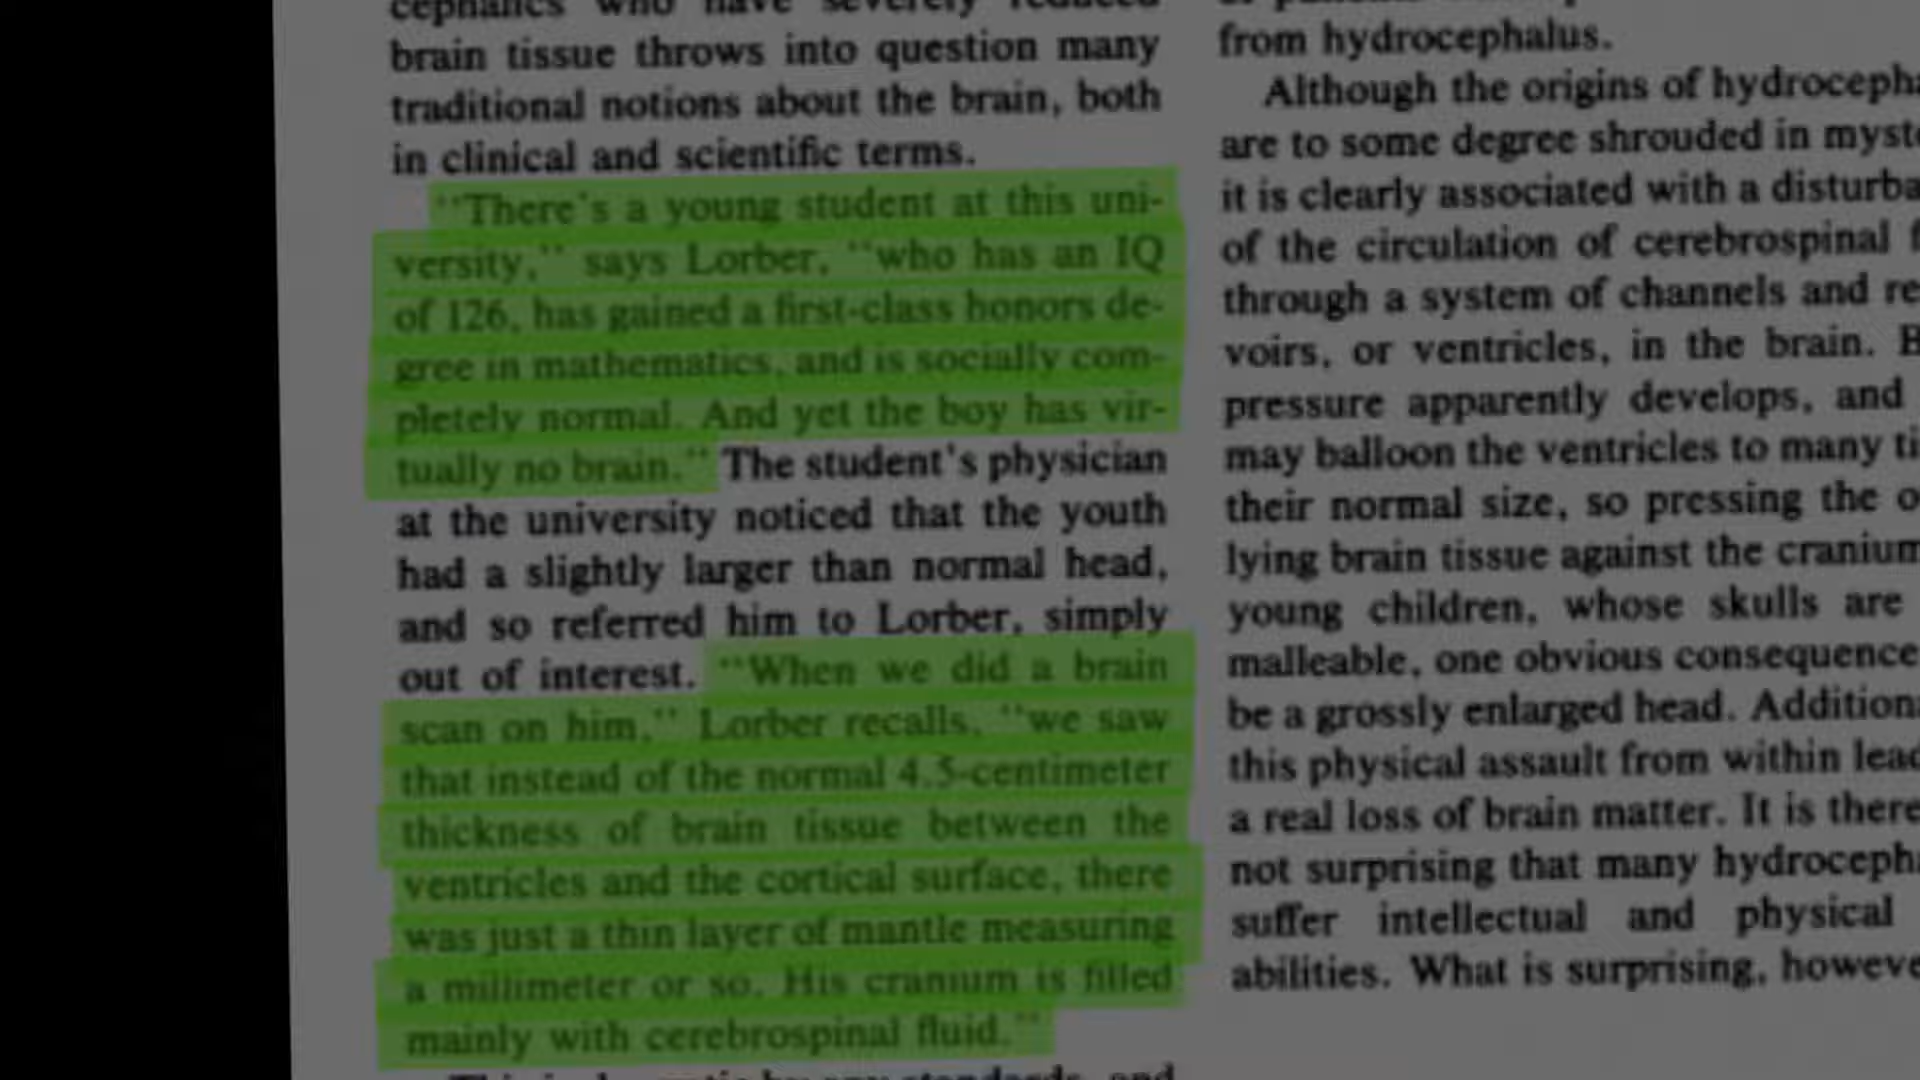 cephalics who have severely reduced
brain tissue throws into question many
traditional notions about the brain, both
in clinical and scientific terms.
"There's a young student at this uni-
versity," says Lorber, "who has an IQ
of 126, has gained a first-class honors de-
gree in mathematics, and is socially com-
pletely normal. And yet the boy has vir-
tually no brain." The student's physician
at the university noticed that the youth
had a slightly larger than normal head,
and so referred him to Lorber, simply
out of interest. "When we did a brain
scan on him," Lorber recalls, "we saw
that instead of the normal 4.5-centimeter
thickness of brain tissue between the
ventricles and the cortical surface, there
was just a thin layer of mantle measuring
a millimeter or so. His cranium is filled
mainly with cerebrospinal fluid."
standards, and
from hydrocephalus.
Although the origins of hydroceph
are to some degree shrouded in myst
it is clearly associated with a disturba
of the circulation of cerebrospinal f
through a system of channels and re
voirs, or ventricles, in the brain. B
pressure apparently develops, and
may balloon the ventricles to many ti
their normal size, so pressing the o
lying brain tissue against the cranium
young children, whose skulls are
malleable, one obvious consequence
be a grossly enlarged head. Addition
this physical assault from within lead
a real loss of brain matter. It is there
not surprising that many hydroceph
suffer intellectual and physical
abilities. What is surprising, howeve